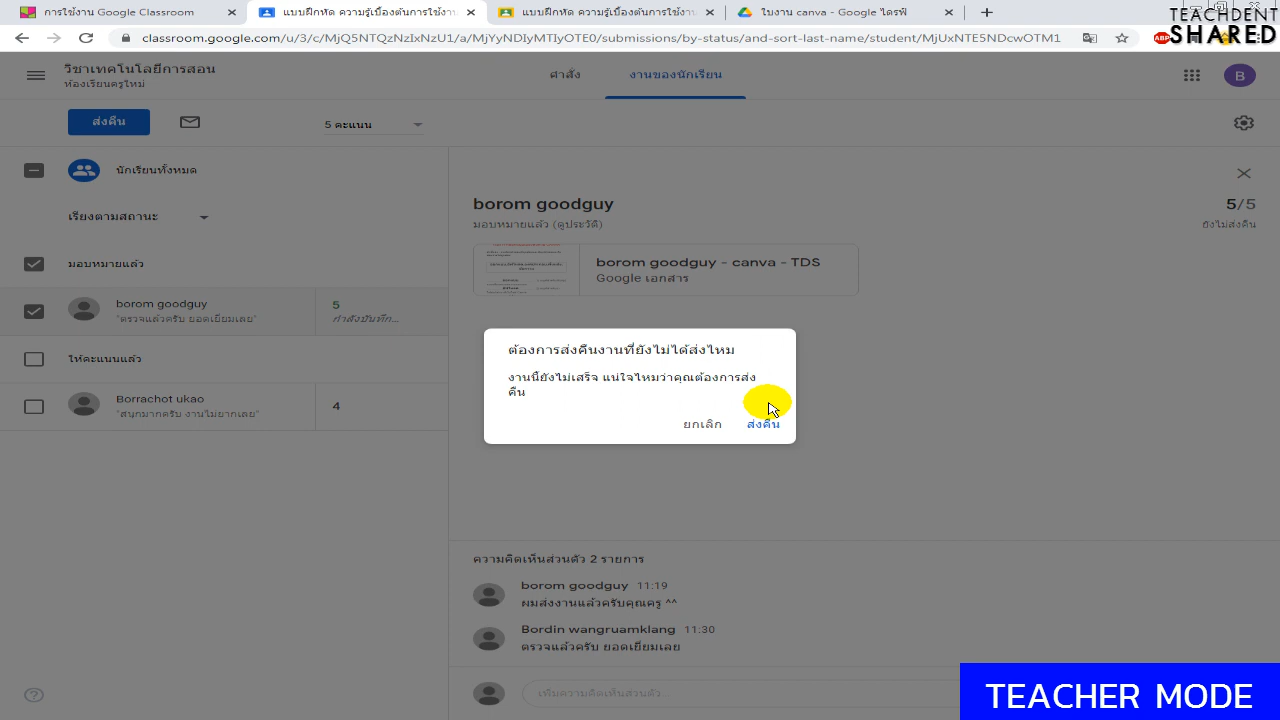 การใช้งาน Google Classroom
แบบฝึกหัด ความรู้เบื้องต้นการใช้งาน
แบบฝึกหัด ความรู้เบื้องต้นการใช้งาน
ใบงาน canva - Google ไดรฟ์
TEACHDENT
SHARED
classroom.google.com/u/3/c/MjQ5NTQzNzIxNzU1/a/MjYyNDIyMDYyOTE0/submissions/by-status/and-sort-last-name/student/MjUxNTE5NDcwOTM1
ABP
วิชาเทคโนโลยีการสอน
ห้องเรียนครูใหม่
คำสั่ง
งานของนักเรียน
B
ส่งคืน
5 คะแนน
นักเรียนทั้งหมด
เรียงตามสถานะ
มอบหมายแล้ว
borom goodguy
"ตรวจแล้วครับ ยอดเยี่ยมเลย"
5
กำลังบันทึก...
ให้คะแนนแล้ว
Borrachot ukao
"สนุกมากครับ งานไม่ยากเลย"
4
borom goodguy
5/5
มอบหมายแล้ว (ดูประวัติ)
ยังไม่ส่งคืน
borom goodguy - canva - TDS
Google เอกสาร
ต้องการส่งคืนงานที่ยังไม่ได้ส่งไหม
งานนี้ยังไม่เสร็จ แน่ใจไหมว่าคุณต้องการส่ง
คืน
ยกเลิก
ส่งคืน
ความคิดเห็นส่วนตัว 2 รายการ
borom goodguy 11:19
ผมส่งงานแล้วครับคุณครู ^^
Bordin wangruamklang 11:30
ตรวจแล้วครับ ยอดเยี่ยมเลย
เพิ่มความคิดเห็นส่วนตัว...
TEACHER MODE